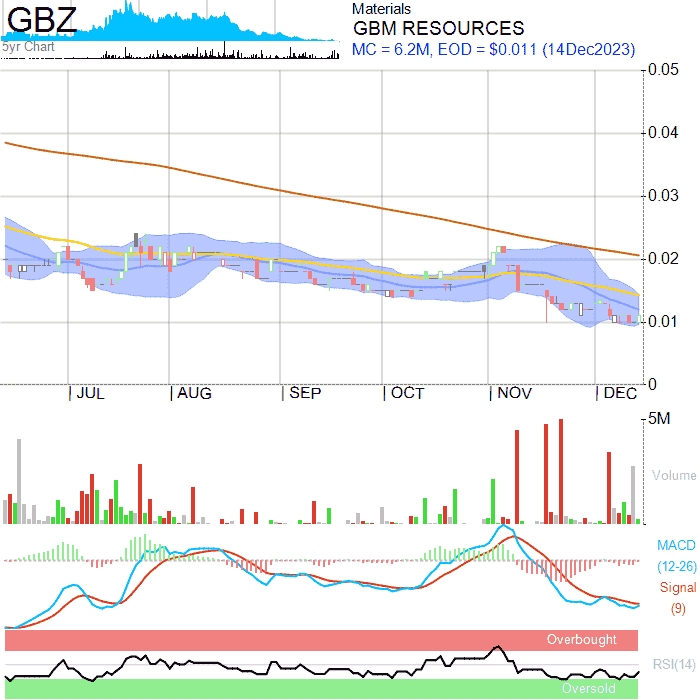 GBZ
5yr Chart
Materials
GBM RESOURCES
MC = 6.2M, EOD = $0.011 (14Dec2023)
0.05
0.04
0.03
0.02
0.01
0
JUL AUG SEP OCT NOV DEC
5M
Volume
MACD
(12-26)
Signal
(9)
Overbought
RSI(14)
Oversold